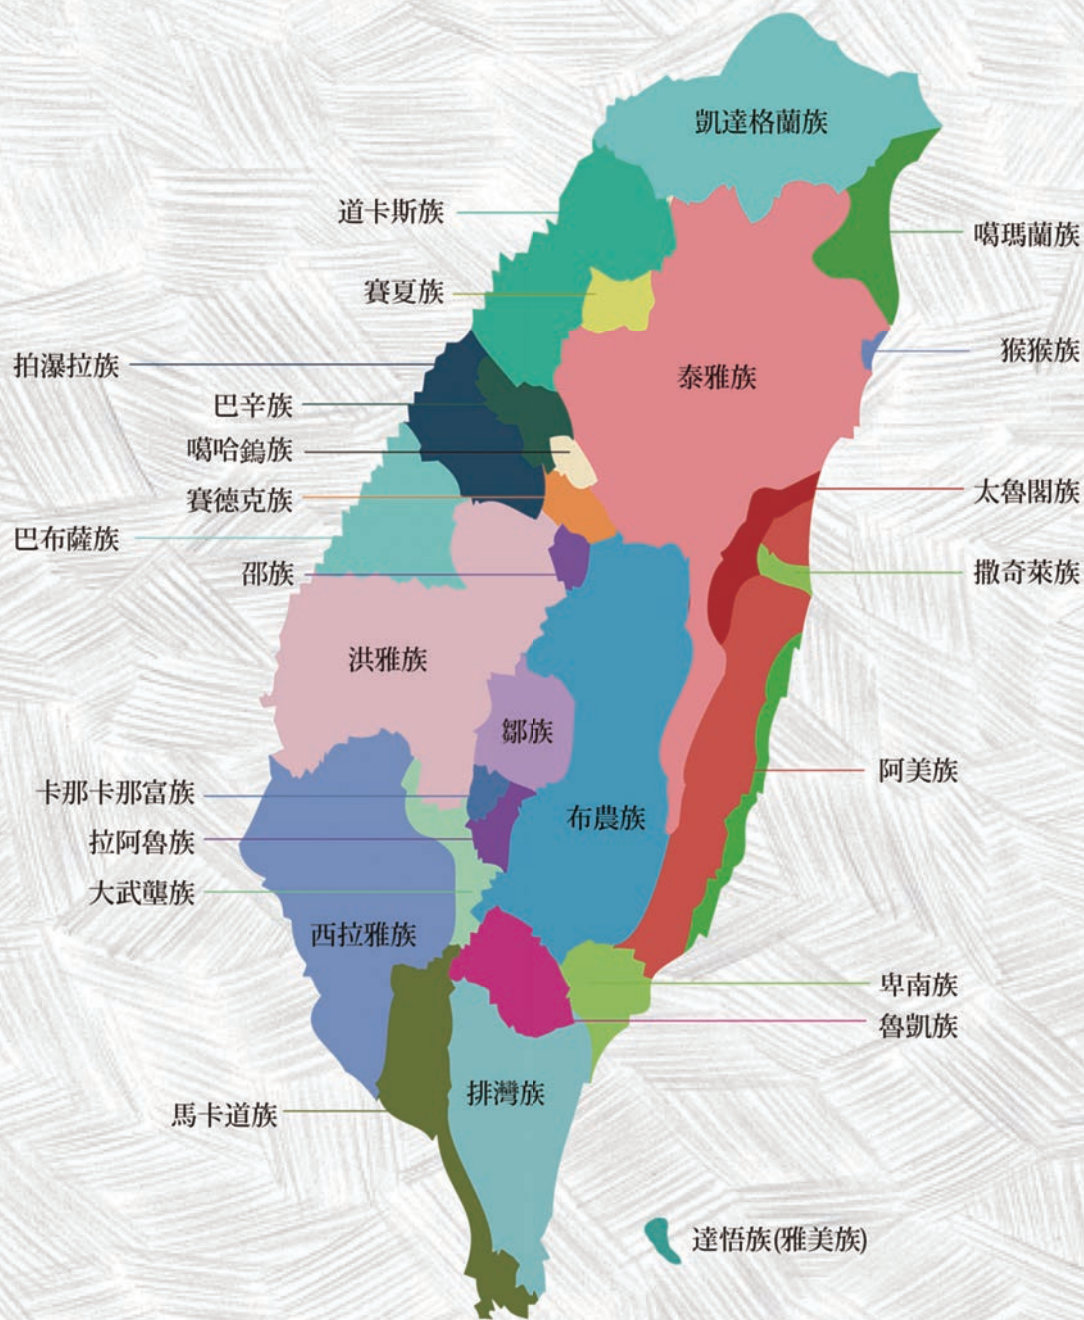 凱達格蘭族
道卡斯族
噶瑪蘭族
賽夏族
猴猴族
拍瀑拉族
泰雅族
巴辛族
噶哈鎢族
太魯閣族
賽德克族
巴布薩族
邵族
撒奇萊族
洪雅族
鄒族
阿美族
卡那卡那富族
布農族
拉阿魯族
大武壟族
西拉雅族
卑南族
魯凱族
排灣族
馬卡道族
達悟族(雅美族)